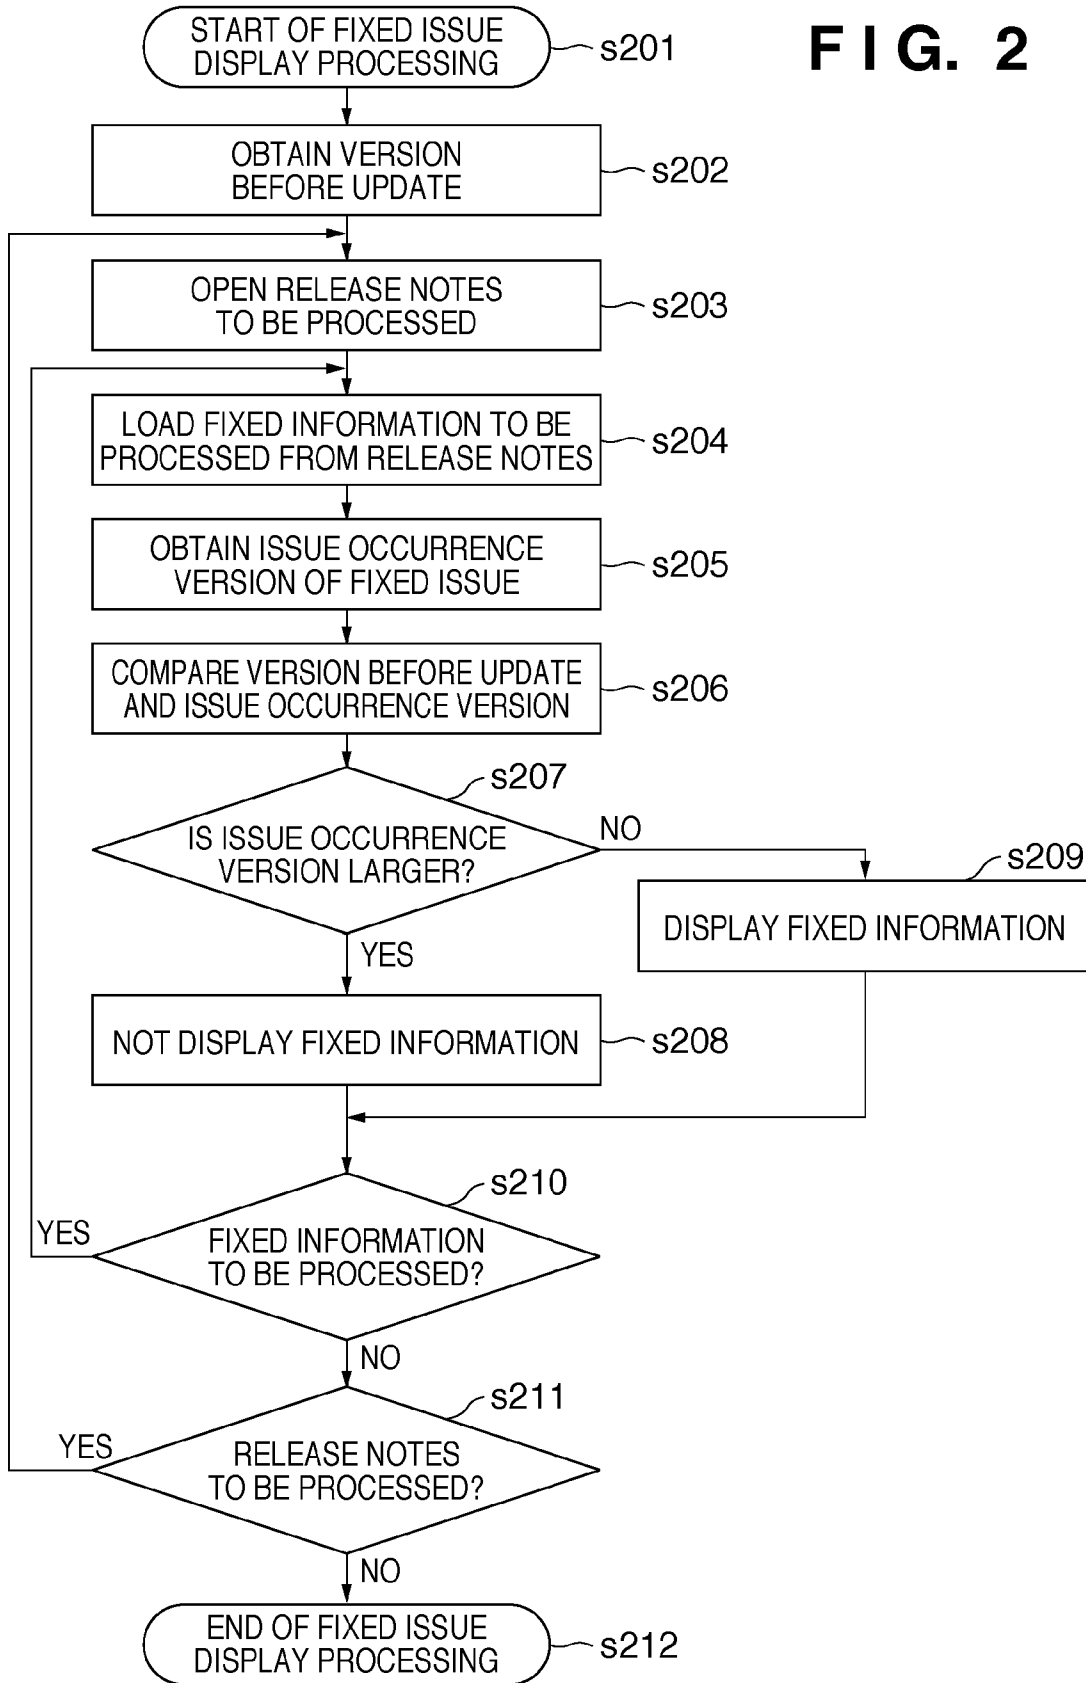 START OF FIXED ISSUE
DISPLAY PROCESSING
s201
FIG. 2
OBTAIN VERSION
BEFORE UPDATE
s202
OPEN RELEASE NOTES
TO BE PROCESSED
s203
LOAD FIXED INFORMATION TO BE
PROCESSED FROM RELEASE NOTES
s204
OBTAIN ISSUE OCCURRENCE
VERSION OF FIXED ISSUE
s205
COMPARE VERSION BEFORE UPDATE
AND ISSUE OCCURRENCE VERSION
s206
s207
IS ISSUE OCCURRENCE
VERSION LARGER?
NO
s209
DISPLAY FIXED INFORMATION
YES
NOT DISPLAY FIXED INFORMATION
s208
s210
FIXED INFORMATION
TO BE PROCESSED?
YES
NO
s211
RELEASE NOTES
TO BE PROCESSED?
YES
NO
END OF FIXED ISSUE
DISPLAY PROCESSING
s212